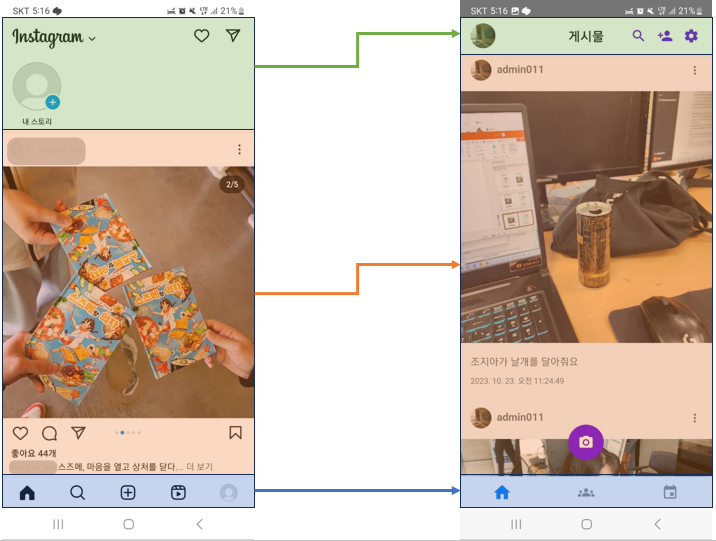 SKT 5:16
LTE 21%
Instagram
내 스토리
2/5
좋아요 44개
스즈메, 마음을 열고 상처를 닫다... 더 보기
SKT 5:16
LTE 21%
게시물
admin011
조지아가 날개를 달아줘요
2023. 10. 23. 오전 11:24:49
admin011